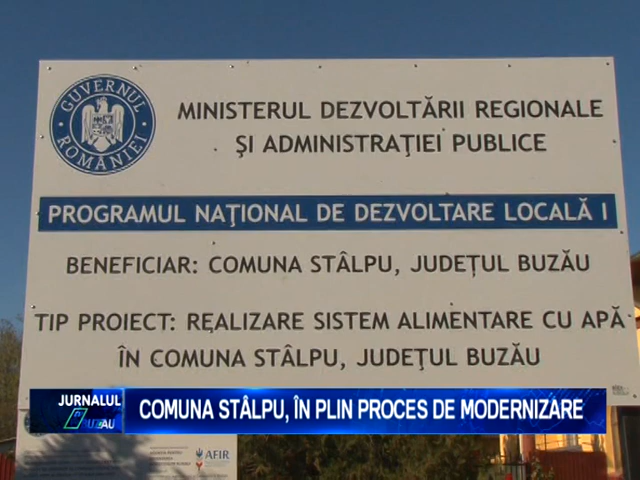 GUVERNUL ROMÂNIEI
MINISTERUL DEZVOLTĂRII REGIONALE
ŞI ADMINISTRAŢIEI PUBLICE
PROGRAMUL NAŢIONAL DE DEZVOLTARE LOCALĂ I
BENEFICIAR: COMUNA STÂLPU, JUDEŢUL BUZĂU
TIP PROIECT: REALIZARE SISTEM ALIMENTARE CU APĂ
ÎN COMUNA STÂLPU, JUDEŢUL BUZĂU
JURNALUL
BUZĂU
COMUNA STÂLPU, ÎN PLIN PROCES DE MODERNIZARE
AFIR